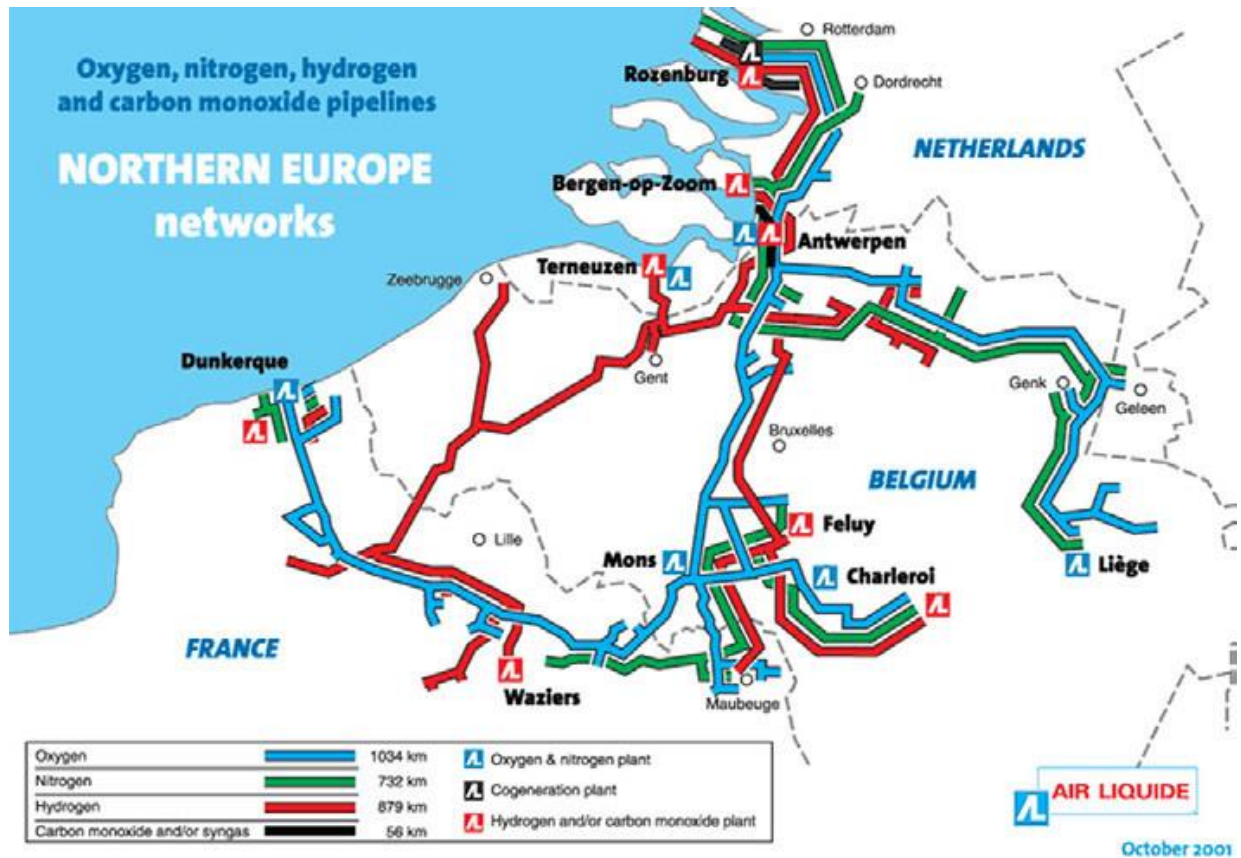 Oxygen, nitrogen, hydrogen
and carbon monoxide pipelines
NORTHERN EUROPE
networks
Rotterdam
Rozenburg
Dordrecht
NETHERLANDS
Bergen-op-Zoom
Antwerpen
Terneuzen
Zeebrugge
Dunkerque
Gent
Genk
Geleen
Bruxelles
BELGIUM
Feluy
Lille
Mons
Charleroi
Liège
FRANCE
Waziers
Maubeuge
Oxygen 1034 km
Nitrogen 732 km
Hydrogen 879 km
Carbon monoxide and/or syngas 56 km
Oxygen & nitrogen plant
Cogeneration plant
Hydrogen and/or carbon monoxide plant
AIR LIQUIDE
October 2001